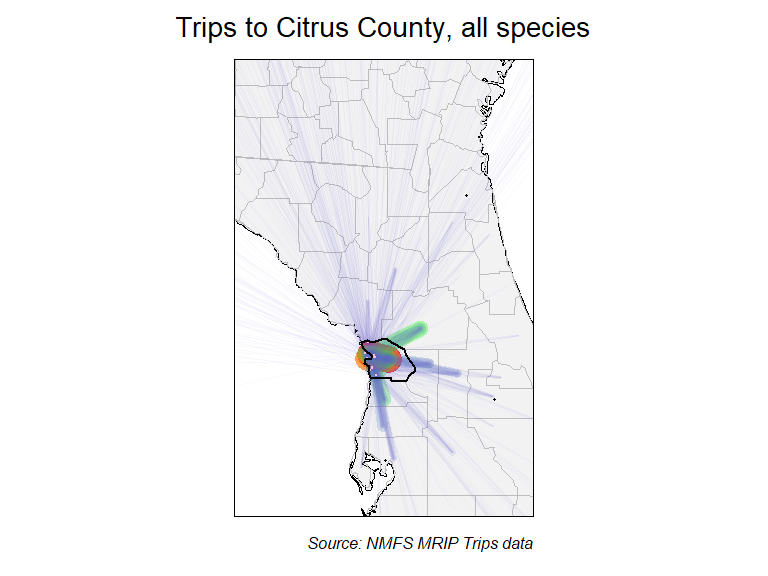 Trips to Citrus County, all species
Source: NMFS MRIP Trips data